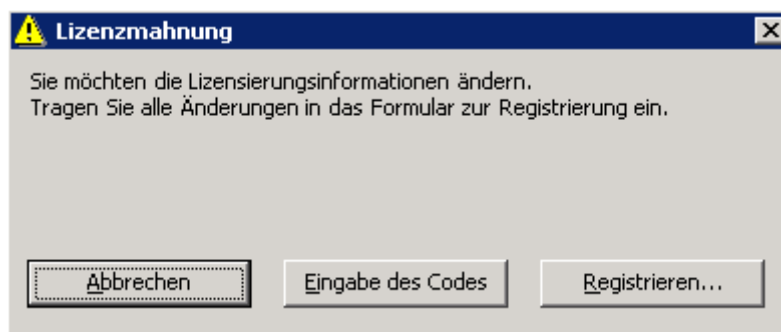 Lizenzmahnung
Sie möchten die Lizensierungsinformationen ändern.
Tragen Sie alle Änderungen in das Formular zur Registrierung ein.
Abbrechen
Eingabe des Codes
Registrieren...